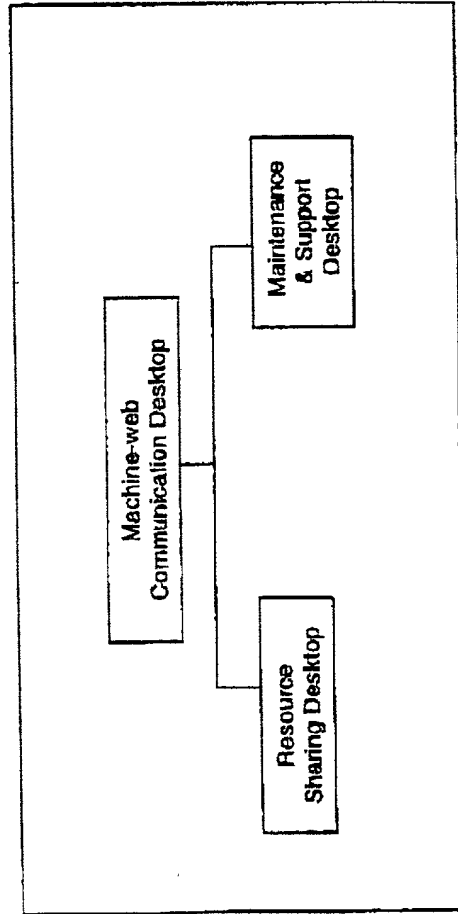 Machine-web
Communication Desktop
Resource
Sharing Desktop
Maintenance
& Support
Desktop